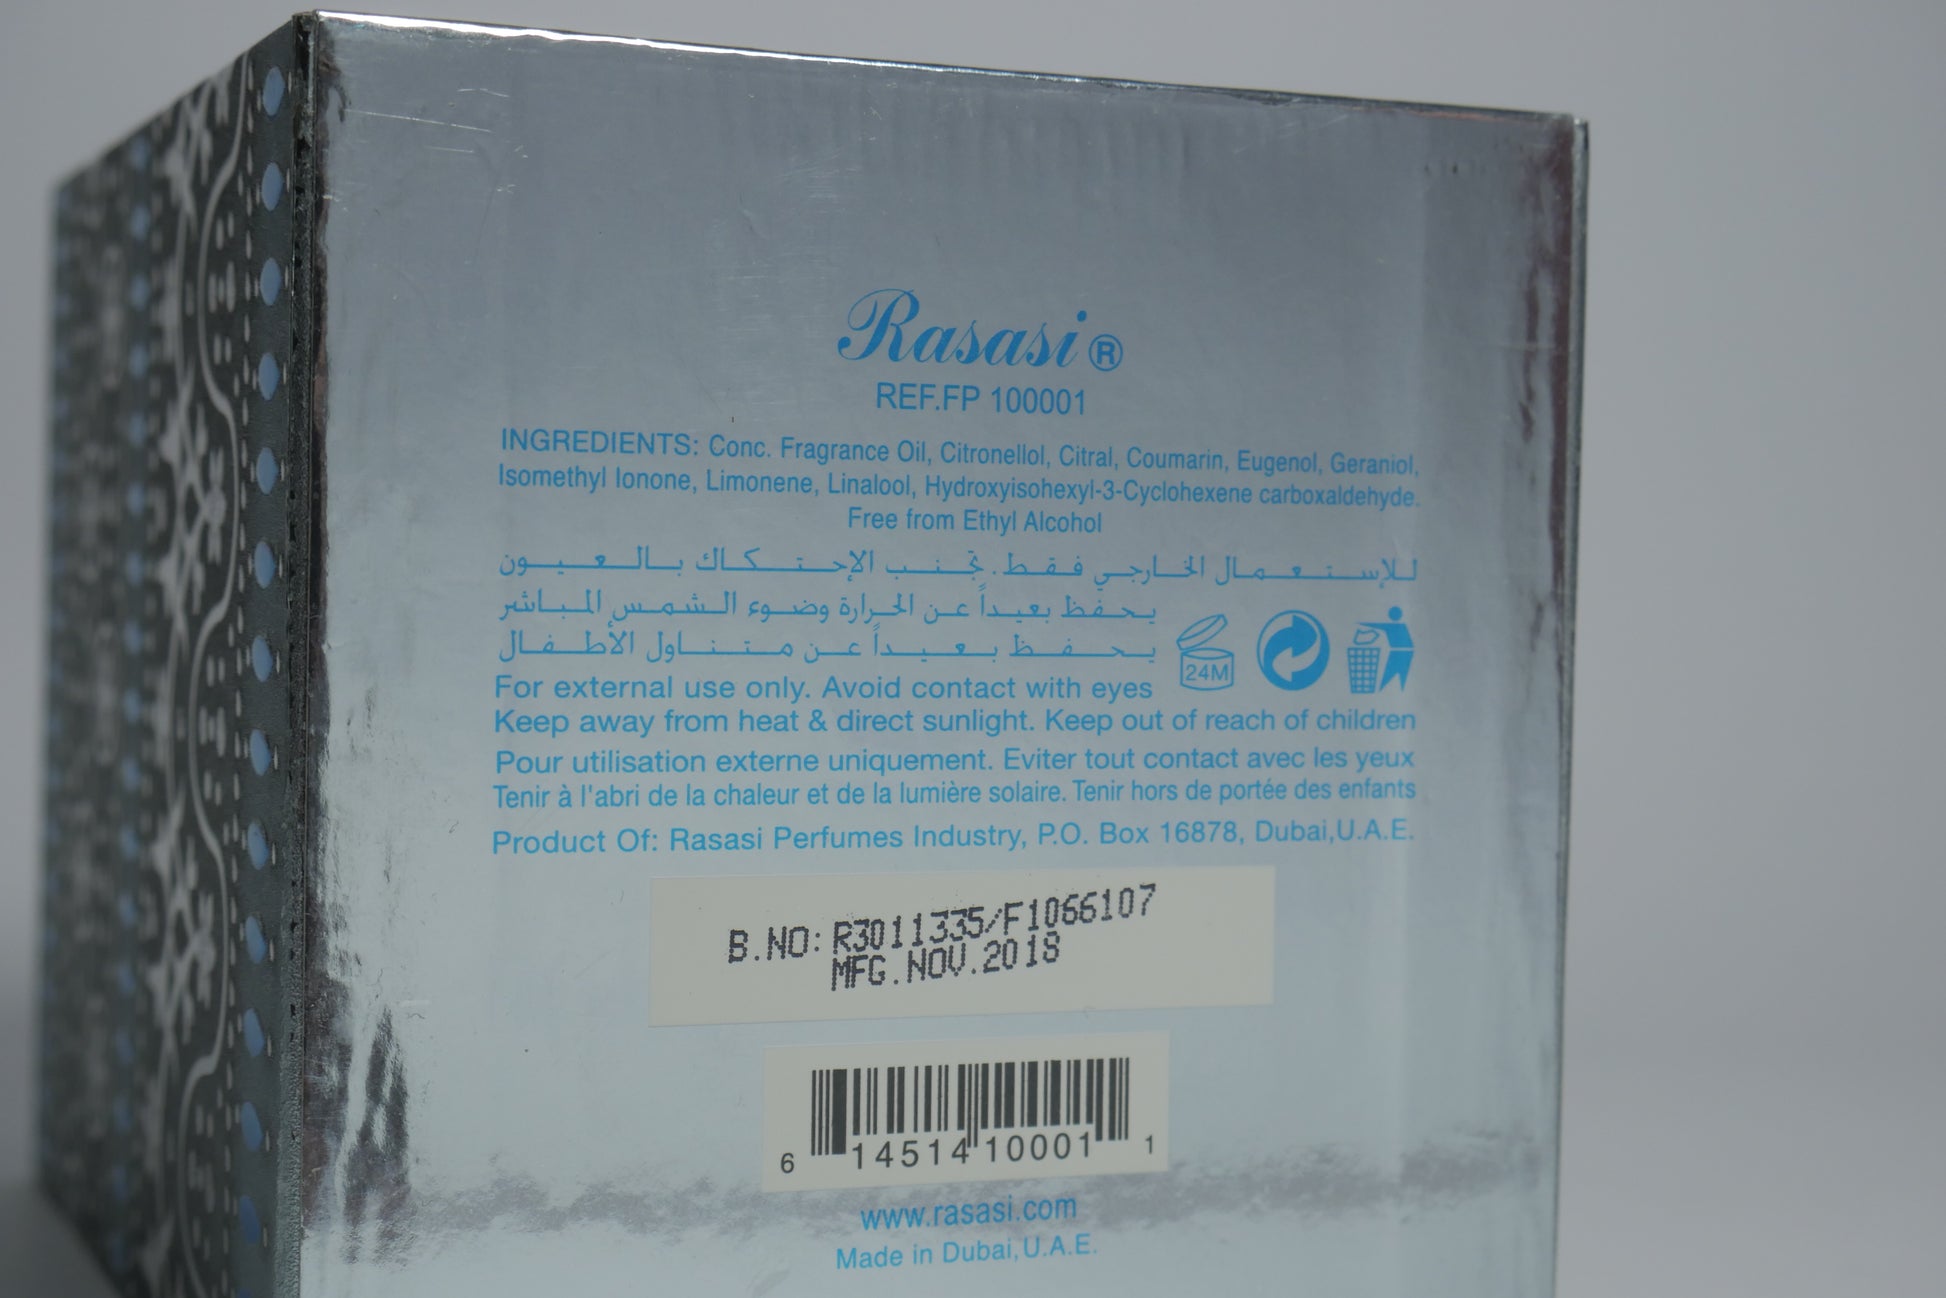 Rasasi ®
REF.FP 100001
INGREDIENTS: Conc. Fragrance Oil, Citronellol, Citral, Coumarin, Eugenol, Geraniol,
Isomethyl Ionone, Limonene, Linalool, Hydroxyisohexyl-3-Cyclohexene carboxaldehyde.
Free from Ethyl Alcohol
للإستعمال الخارجي فقط. تجنب الإحتكاك بالعيون
يحفظ بعيداً عن الحرارة وضوء الشمس المباشر
يحفظ بعيداً عن متناول الأطفال
24M
For external use only. Avoid contact with eyes
Keep away from heat & direct sunlight. Keep out of reach of children
Pour utilisation externe uniquement. Eviter tout contact avec les yeux
Tenir à l'abri de la chaleur et de la lumière solaire. Tenir hors de portée des enfants
Product Of: Rasasi Perfumes Industry, P.O. Box 16878, Dubai,U.A.E.
B.NO: R3011335/F1066107
MFG.NOV.2018
6 14514 10001 1
www.rasasi.com
Made in Dubai,U.A.E.